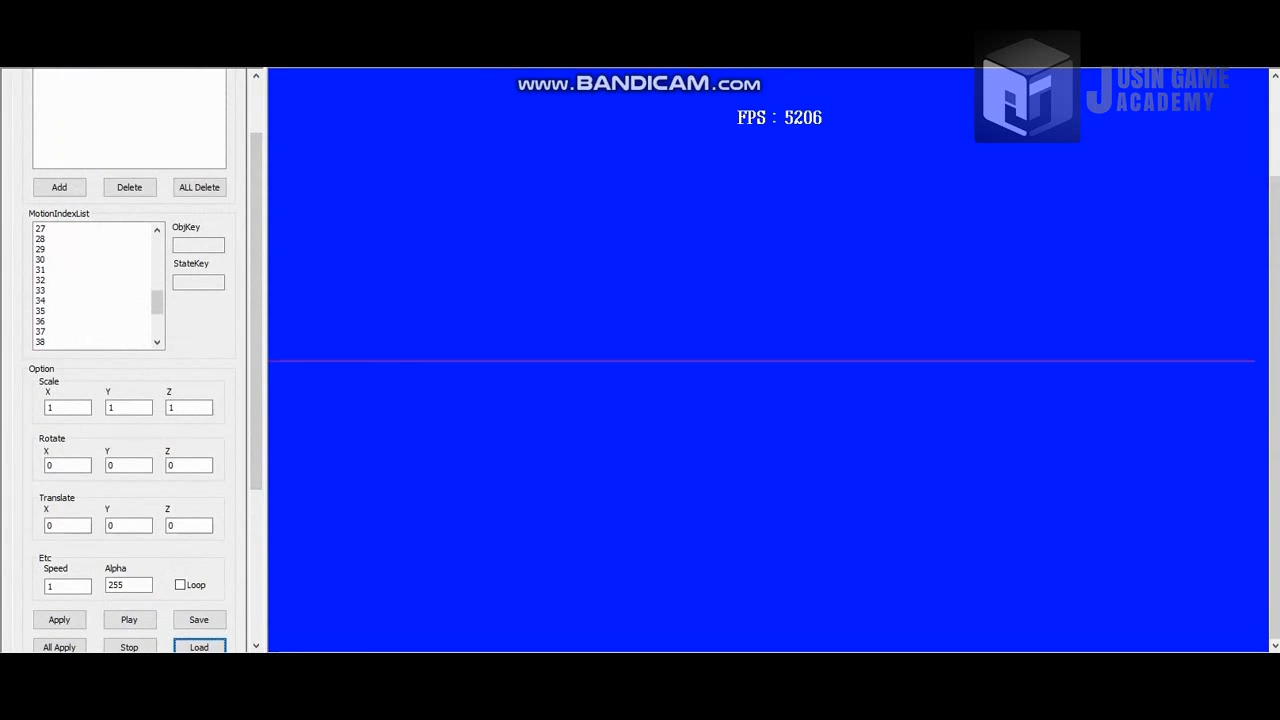 www.BANDICAM.com
JUSIN GAME
ACADEMY
FPS : 5206
Add Delete ALL Delete
MotionIndexList
ObjKey
27
28
29
30
31
32
33
34
35
36
37
38
StateKey
Option
Scale
X Y Z
1 1 1
Rotate
X Y Z
0 0 0
Translate
X Y Z
0 0 0
Etc
Speed Alpha
1 255 Loop
Apply Play Save
All Apply Stop Load